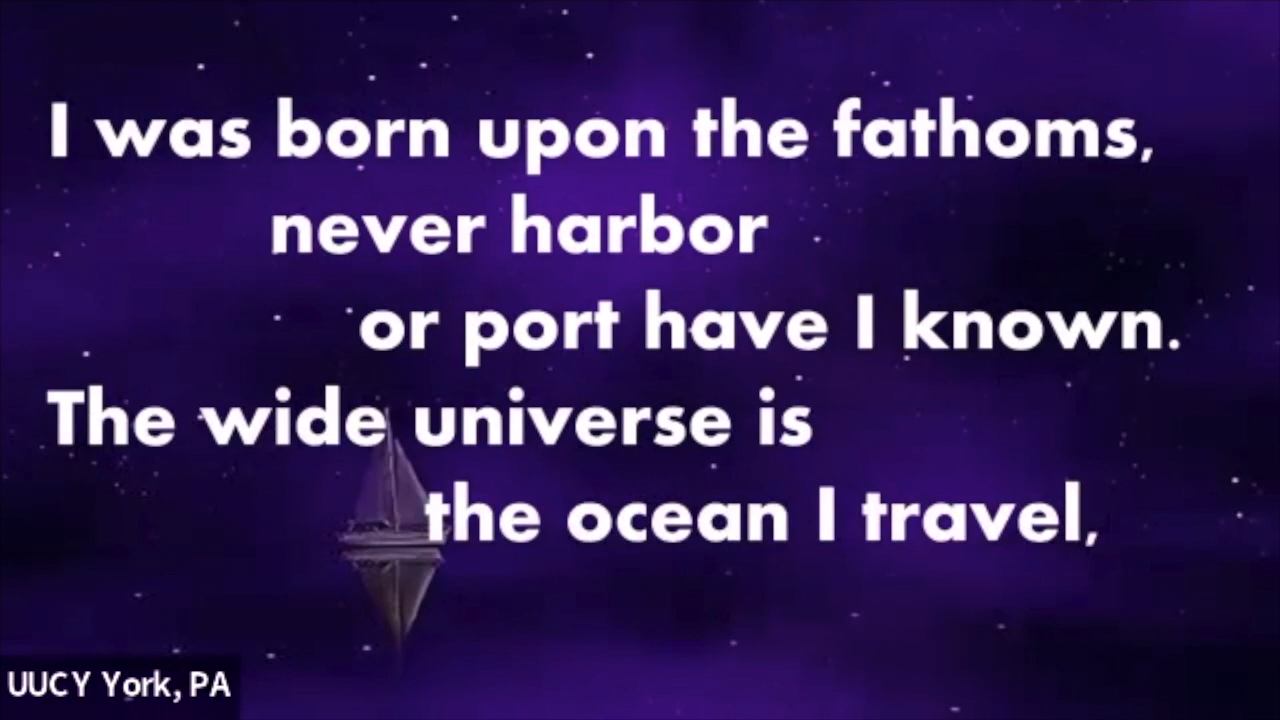 I was born upon the fathoms,
never harbor
or port have I known.
The wide universe is
the ocean I travel,
UUCY York, PA